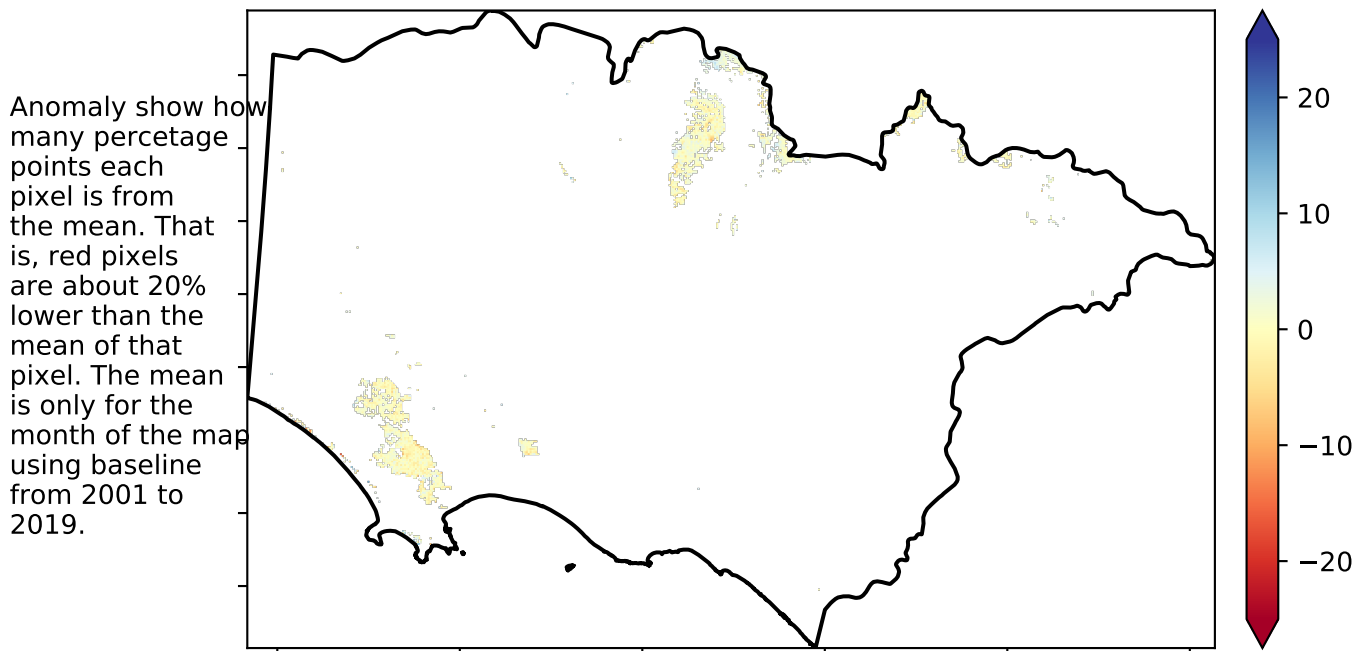 Anomaly show how
many percetage
points each
pixel is from
the mean. That
is, red pixels
are about 20%
lower than the
mean of that
pixel. The mean
is only for the
month of the map
using baseline
from 2001 to
2019.
20
10
0
−10
−20